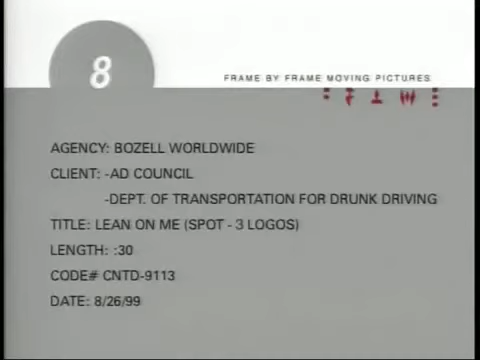 8
FRAME BY FRAME MOVING PICTURES
AGENCY: BOZELL WORLDWIDE
CLIENT: -AD COUNCIL
-DEPT. OF TRANSPORTATION FOR DRUNK DRIVING
TITLE: LEAN ON ME (SPOT - 3 LOGOS)
LENGTH: :30
CODE# CNTD-9113
DATE: 8/26/99